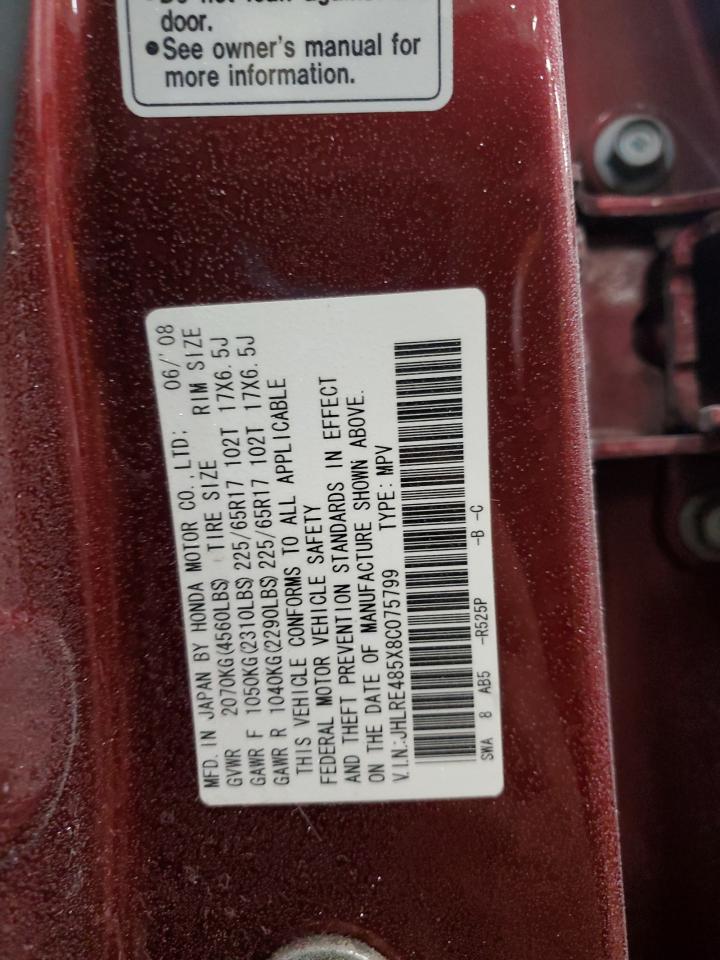 door.
•See owner's manual for
more information.
MFD. IN JAPAN BY HONDA MOTOR CO., LTD; 06/'08
GVWR 2070KG(4560LBS) TIRE SIZE RIM SIZE
GAWR F 1050KG(2310LBS) 225/65R17 102T 17X6.5J
GAWR R 1040KG(2290LBS) 225/65R17 102T 17X6.5J
THIS VEHICLE CONFORMS TO ALL APPLICABLE
FEDERAL MOTOR VEHICLE SAFETY
AND THEFT PREVENTION STANDARDS IN EFFECT
ON THE DATE OF MANUFACTURE SHOWN ABOVE.
V.I.N.:JHLRE485X8C075799 TYPE: MPV
SWA 8 AB5 -R525P -B -C